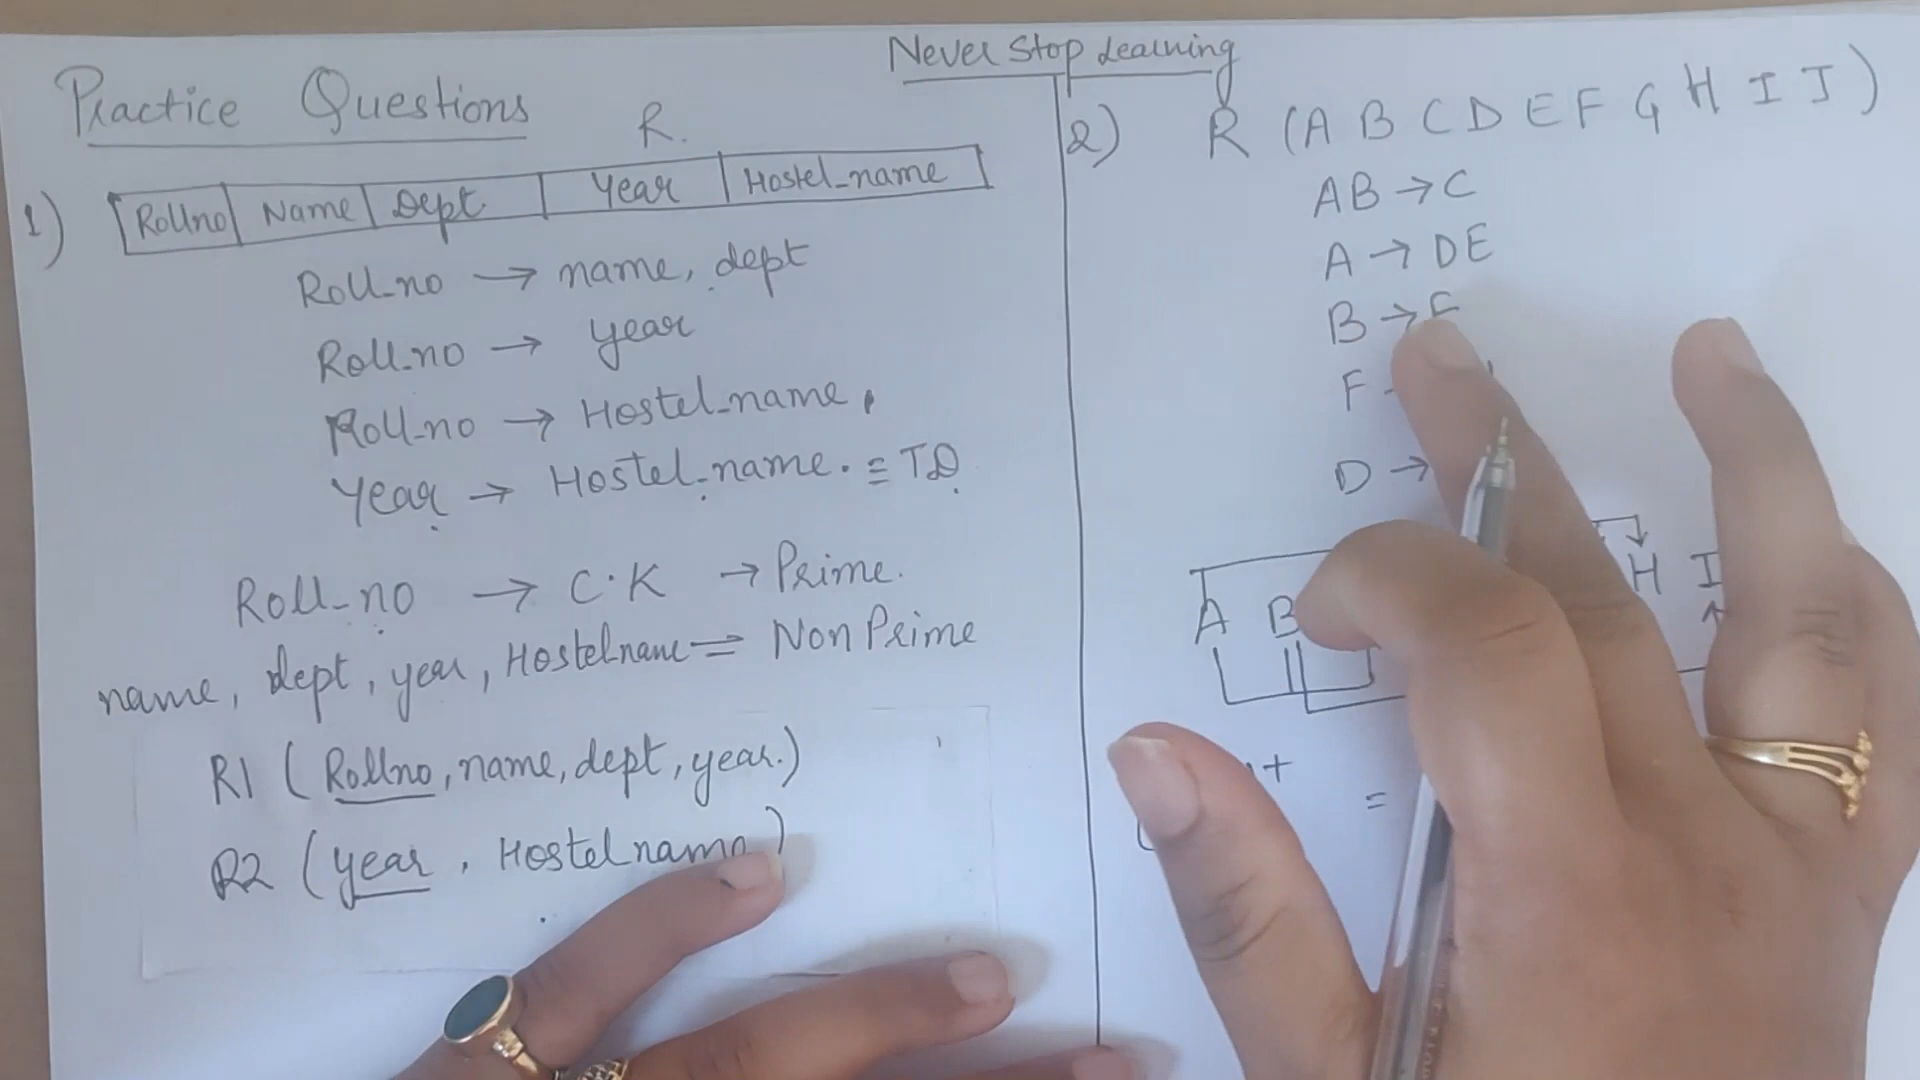 Never Stop Learning
Practice Questions
R.
1)
Rollno Name Dept Year Hostel_name
Roll_no → name, dept
Roll_no → year
Roll_no → Hostel_name,
Year → Hostel_name. = TD.
Roll_no → C.K → Prime.
name, dept, year, Hostelname = Non Prime
R1 ( Rollno, name, dept, year.)
R2 ( year, Hostel name )
2) R (A B C D E F G H I J )
AB → C
A → DE
B → F
F
D →
A B H I
+ =